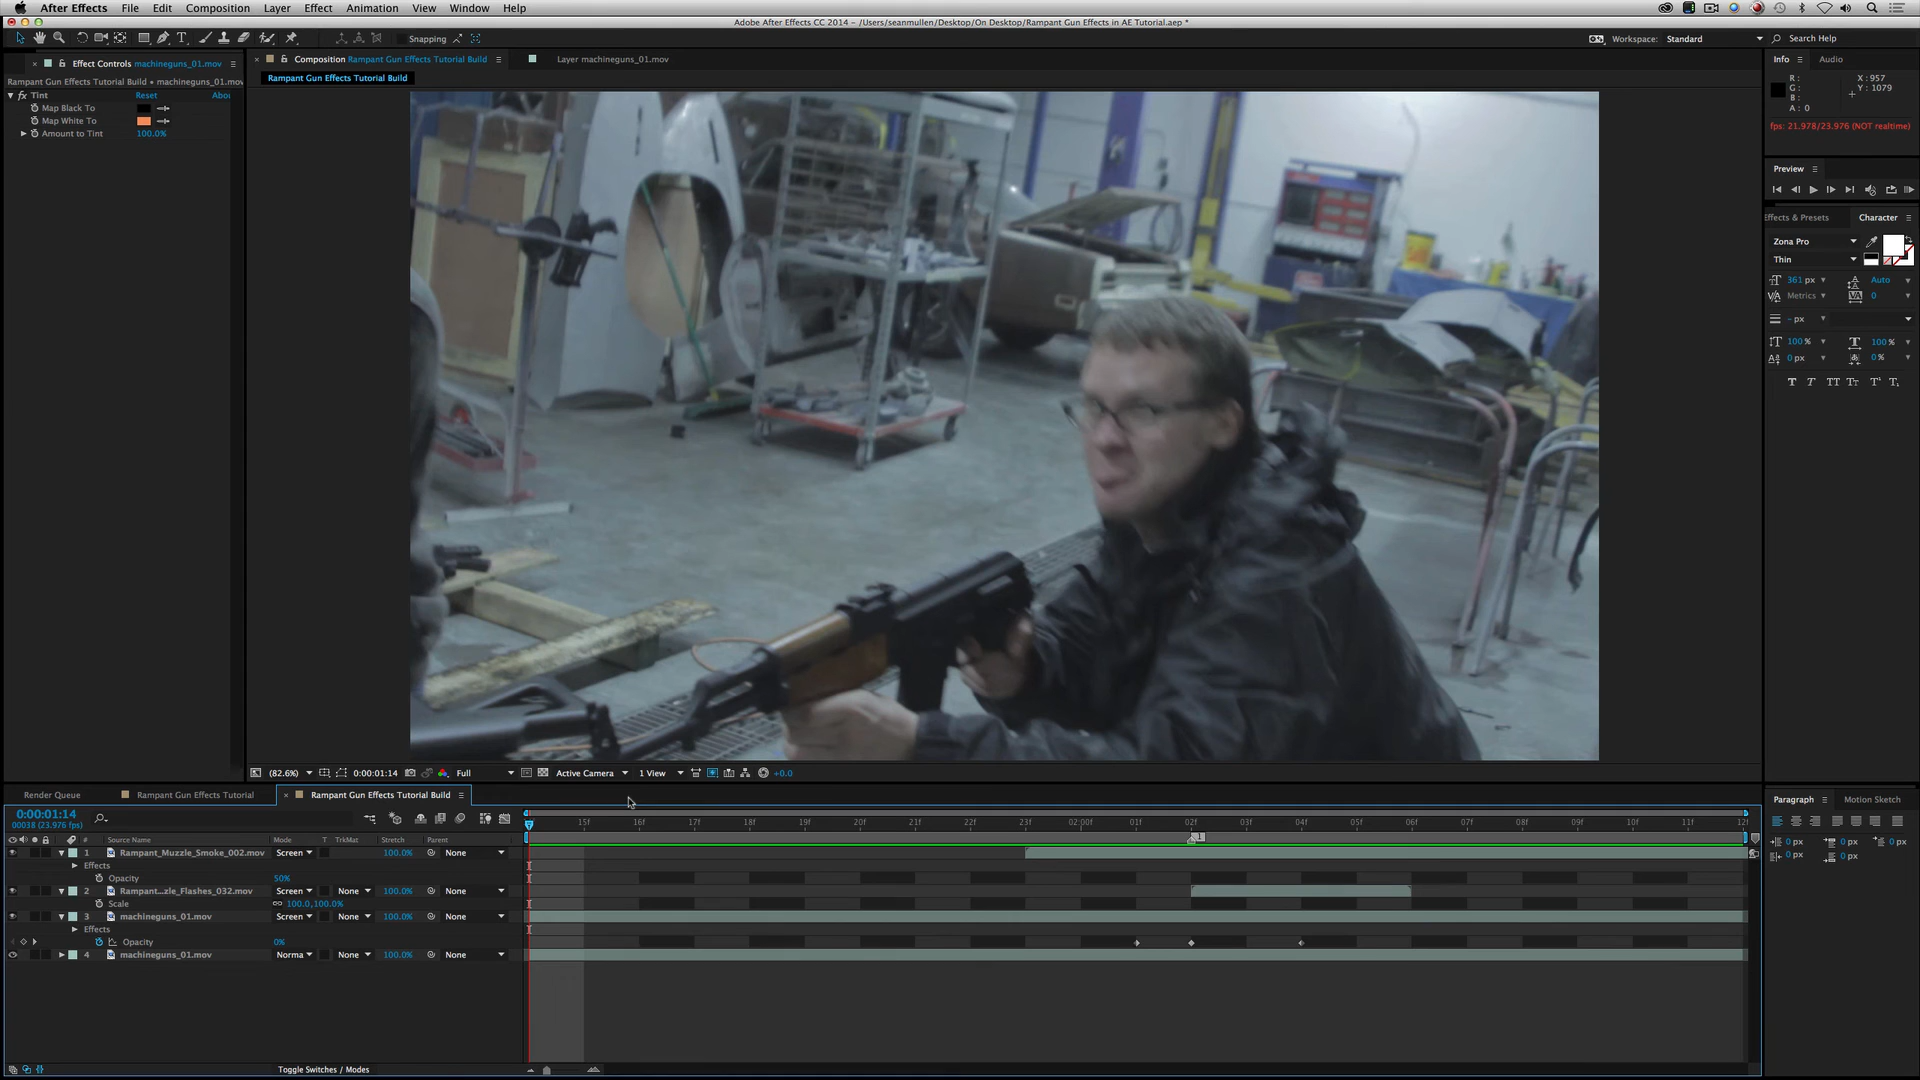 After Effects File Edit Composition Layer Effect Animation View Window Help
Adobe After Effects CC 2014 – /Users/seanmullen/Desktop/On Desktop/Rampant Gun Effects in AE Tutorial.aep *
Snapping Workspace: Standard Search Help
Effect Controls machineguns_01.mov
Composition Rampant Gun Effects Tutorial Build Layer machineguns_01.mov
Info Audio
Rampant Gun Effects Tutorial Build • machineguns_01.mov
Rampant Gun Effects Tutorial Build
R: X: 957
G: Y: 1079
B:
A: 0
fx Tint Reset Abou
Map Black To
Map White To
Amount to Tint 100.0%
fps: 21.978/23.976 (NOT realtime)
Preview
Effects & Presets Character
Zona Pro
Thin
361 px Auto
Metrics 0
- px
100 % 100 %
0 px 0 %
T T TT Tt T T
(82.6%) 0:00:01:14 Full Active Camera 1 View +0.0
Render Queue Rampant Gun Effects Tutorial Rampant Gun Effects Tutorial Build
Paragraph Motion Sketch
0:00:01:14
00038 (23.976 fps)
15f 16f 17f 18f 19f 20f 21f 22f 23f 02:00f 01f 02f 03f 04f 05f 06f 07f 08f 09f 10f 11f 12f
# Source Name Mode T TrkMat Stretch Parent
1
1 Rampant_Muzzle_Smoke_002.mov Screen 100.0% None
Effects
Opacity 50%
2 Rampant...zle_Flashes_032.mov Screen None 100.0% None
Scale 100.0,100.0%
3 machineguns_01.mov Screen None 100.0% None
Effects
Opacity 0%
4 machineguns_01.mov Norma None 100.0% None
0 px 0 px 0 px
0 px 0 px
Toggle Switches / Modes